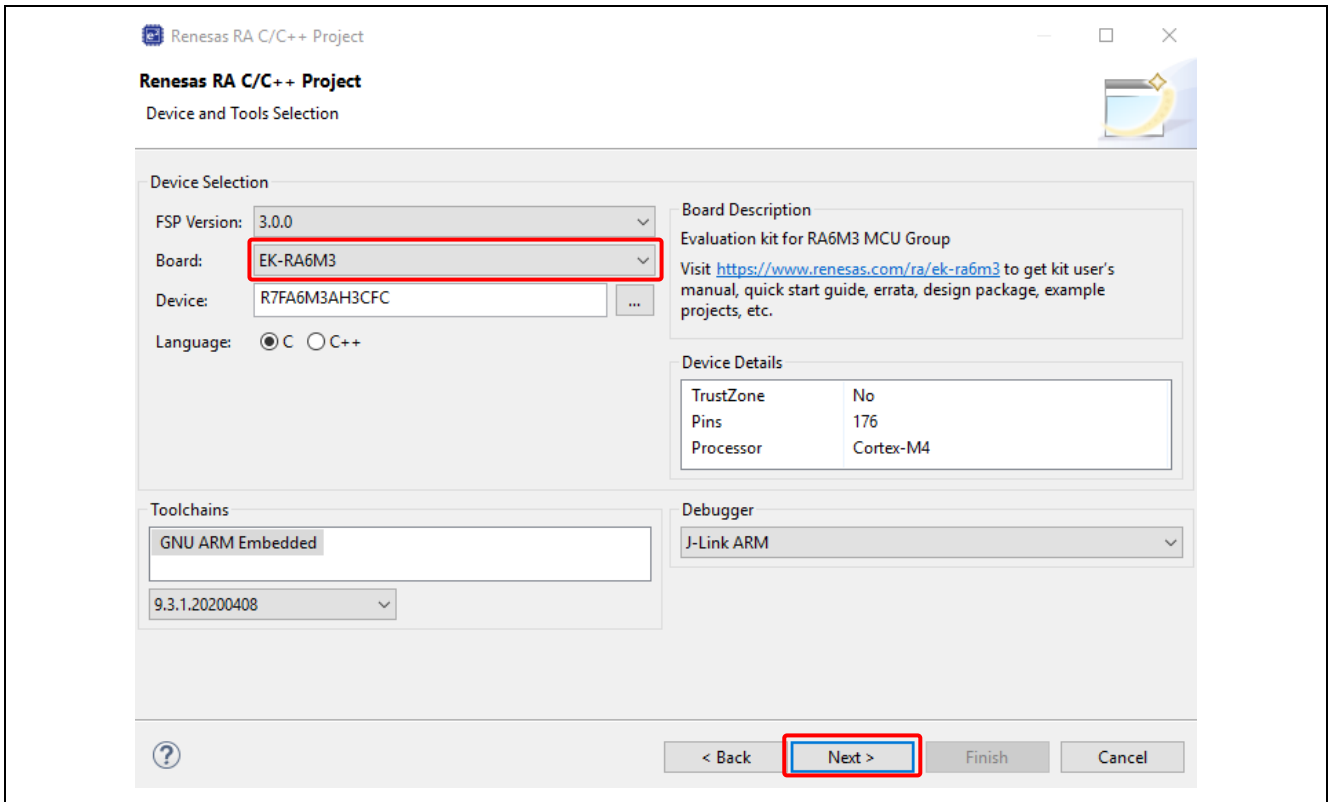 Renesas RA C/C++ Project
Renesas RA C/C++ Project
Device and Tools Selection
Device Selection
FSP Version: 3.0.0
Board: EK-RA6M3
Device: R7FA6M3AH3CFC ...
Language: C C++
Board Description
Evaluation kit for RA6M3 MCU Group
Visit https://www.renesas.com/ra/ek-ra6m3 to get kit user's
manual, quick start guide, errata, design package, example
projects, etc.
Device Details
TrustZone No
Pins 176
Processor Cortex-M4
Toolchains
GNU ARM Embedded
9.3.1.20200408
Debugger
J-Link ARM
? < Back Next > Finish Cancel